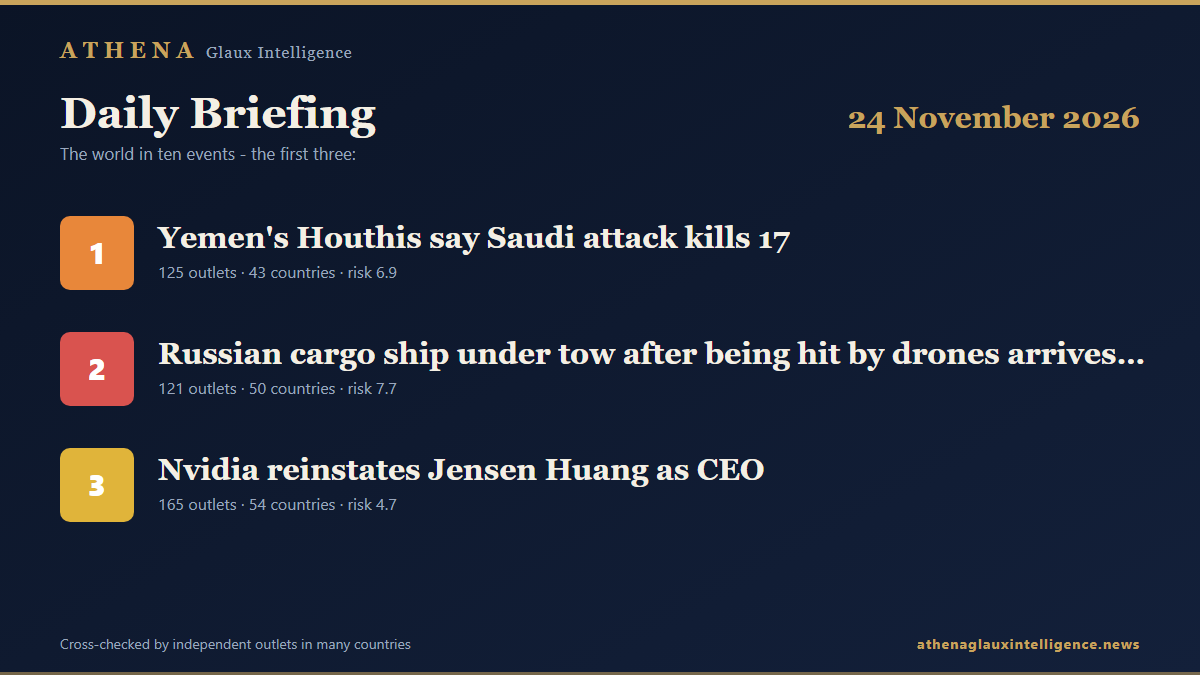 ATHENA Glaux Intelligence
Daily Briefing
24 November 2026
The world in ten events - the first three:
1
Yemen's Houthis say Saudi attack kills 17
125 outlets · 43 countries · risk 6.9
2
Russian cargo ship under tow after being hit by drones arrives...
121 outlets · 50 countries · risk 7.7
3
Nvidia reinstates Jensen Huang as CEO
165 outlets · 54 countries · risk 4.7
Cross-checked by independent outlets in many countries
athenaglauxintelligence.news